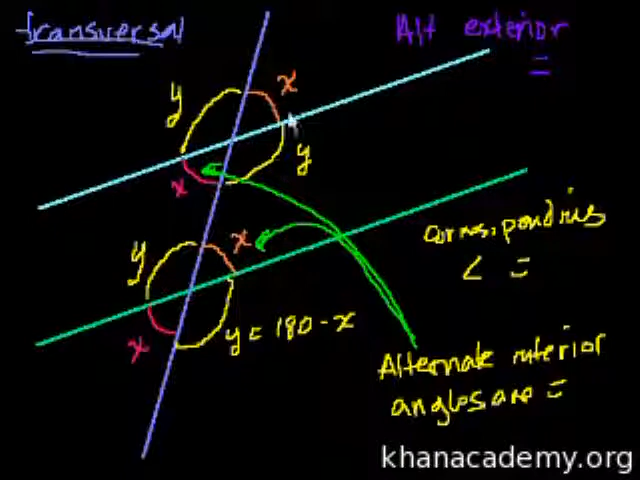 transversal
Alt exterior
=
y
x
y
x
y
x
corresponding
< =
x
y = 180 - x
Alternate interior
angles are =
khanacademy.org